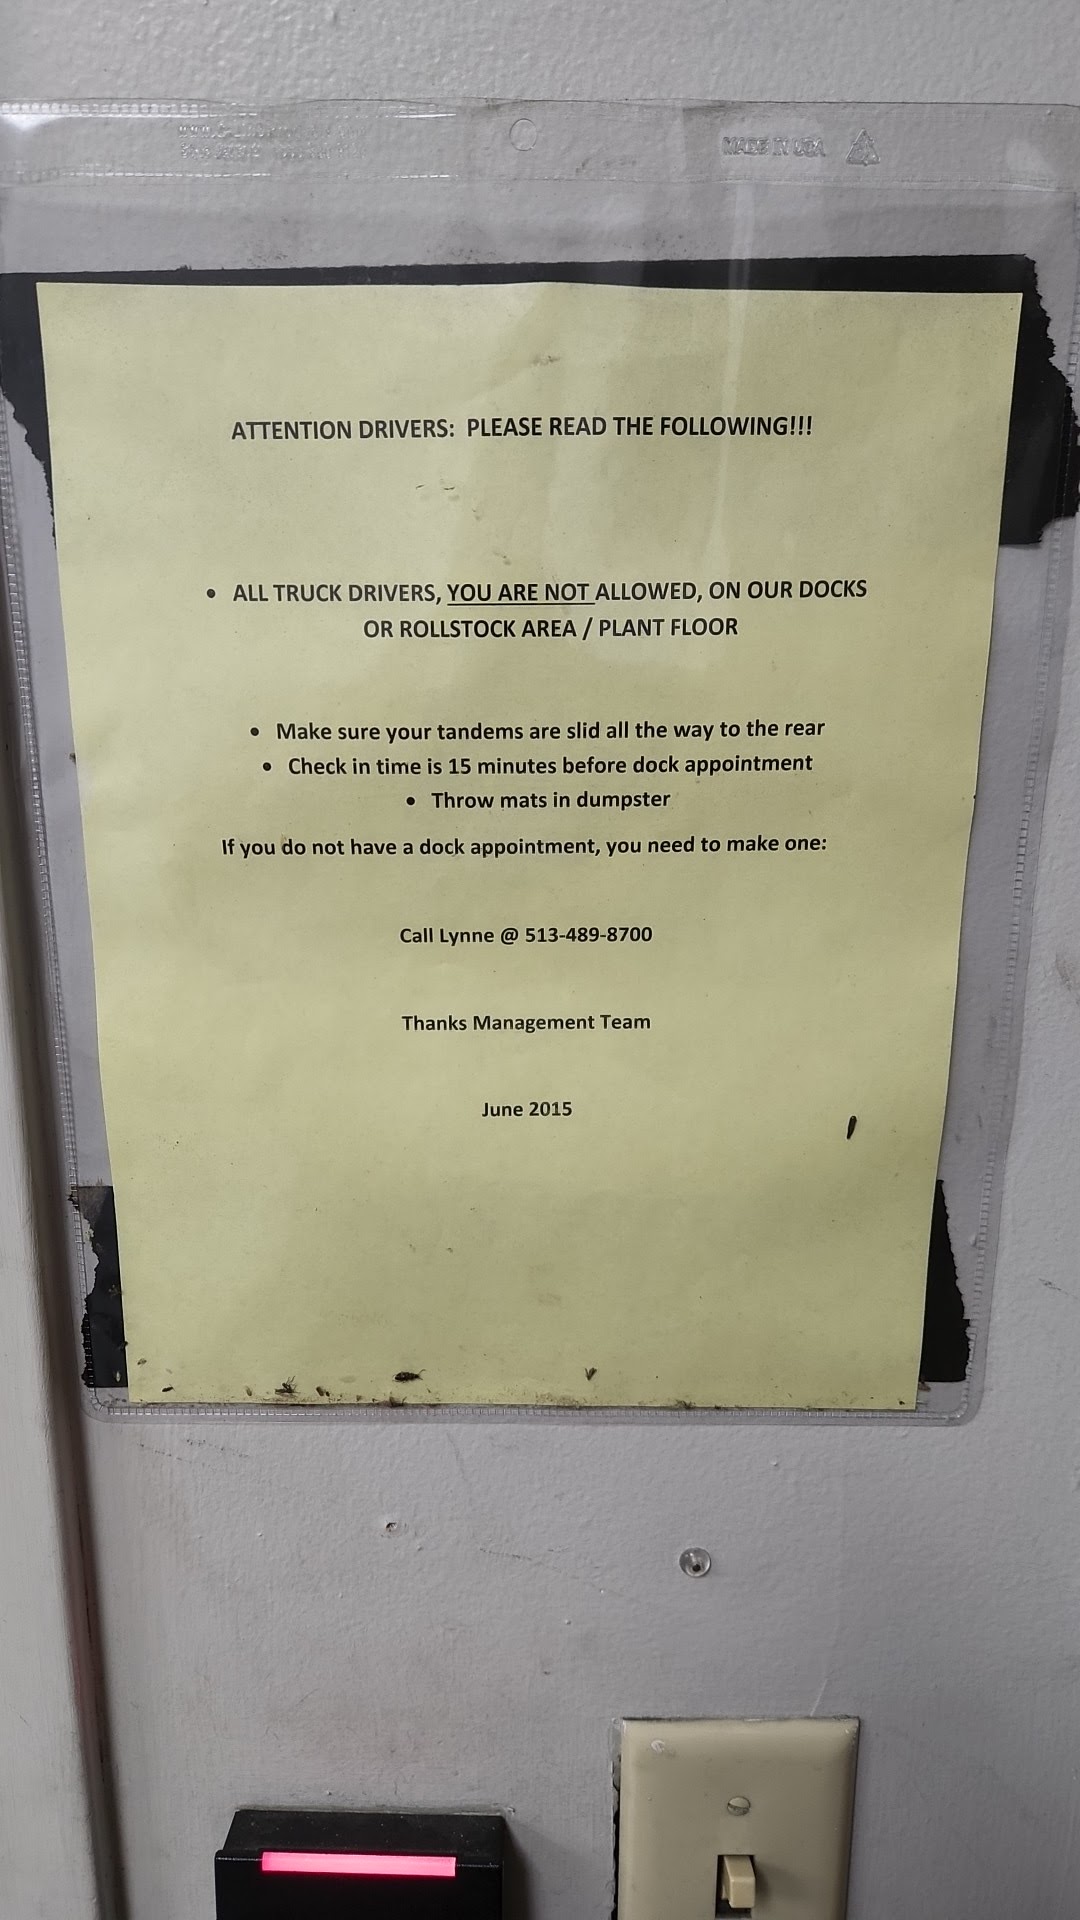 MADE IN USA
ATTENTION DRIVERS: PLEASE READ THE FOLLOWING!!!
• ALL TRUCK DRIVERS, YOU ARE NOT ALLOWED, ON OUR DOCKS
OR ROLLSTOCK AREA / PLANT FLOOR
• Make sure your tandems are slid all the way to the rear
• Check in time is 15 minutes before dock appointment
• Throw mats in dumpster
If you do not have a dock appointment, you need to make one:
Call Lynne @ 513-489-8700
Thanks Management Team
June 2015